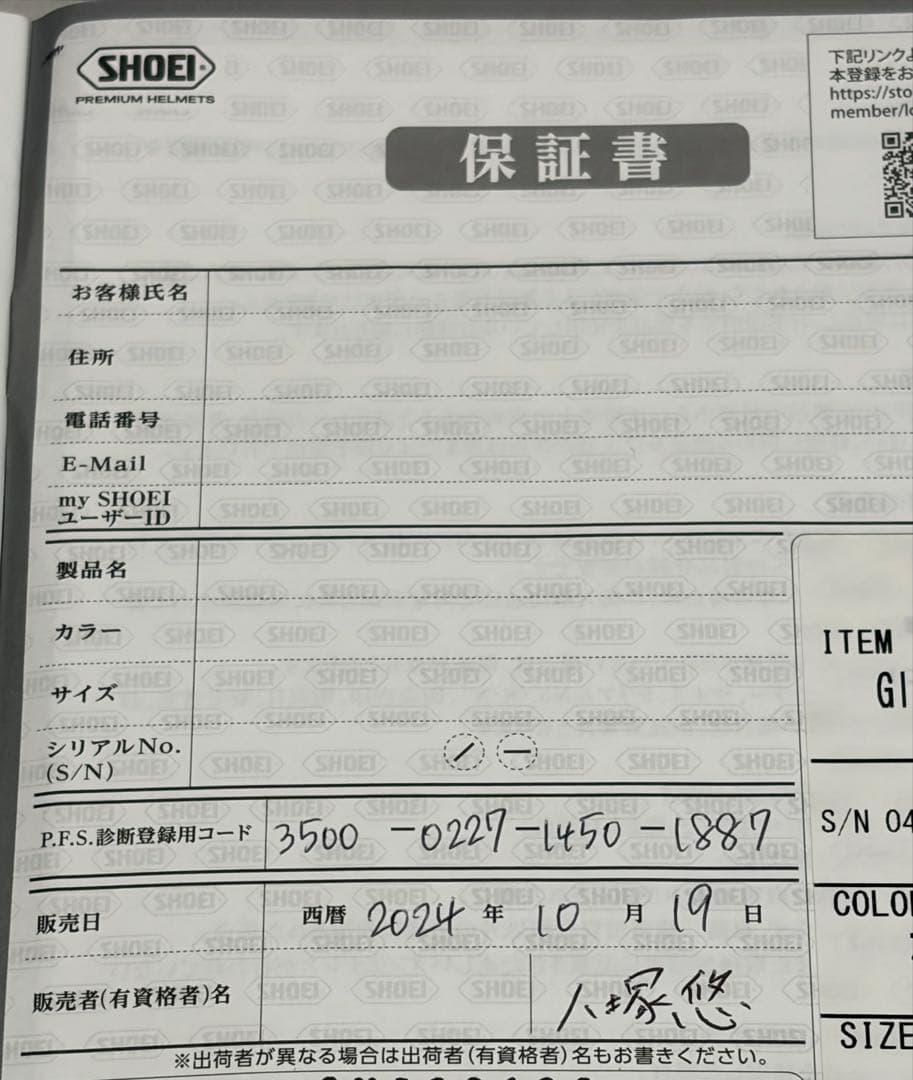 SHOEI
PREMIUM HELMETS
保証書
下記リンクよ
本登録をお
https://sto
member/lo
お客様氏名
住所
電話番号
E-Mail
my SHOEI
ユーザーID
製品名
カラー
サイズ
シリアルNo.
(S/N)
P.F.S.診断登録用コード 3500-0227-1450-1887
販売日 西暦 2024 年 10 月 19 日
販売者(有資格者)名
※出荷者が異なる場合は出荷者(有資格者)名もお書きください。
ITEM
GI
S/N 04
COLO
SIZE